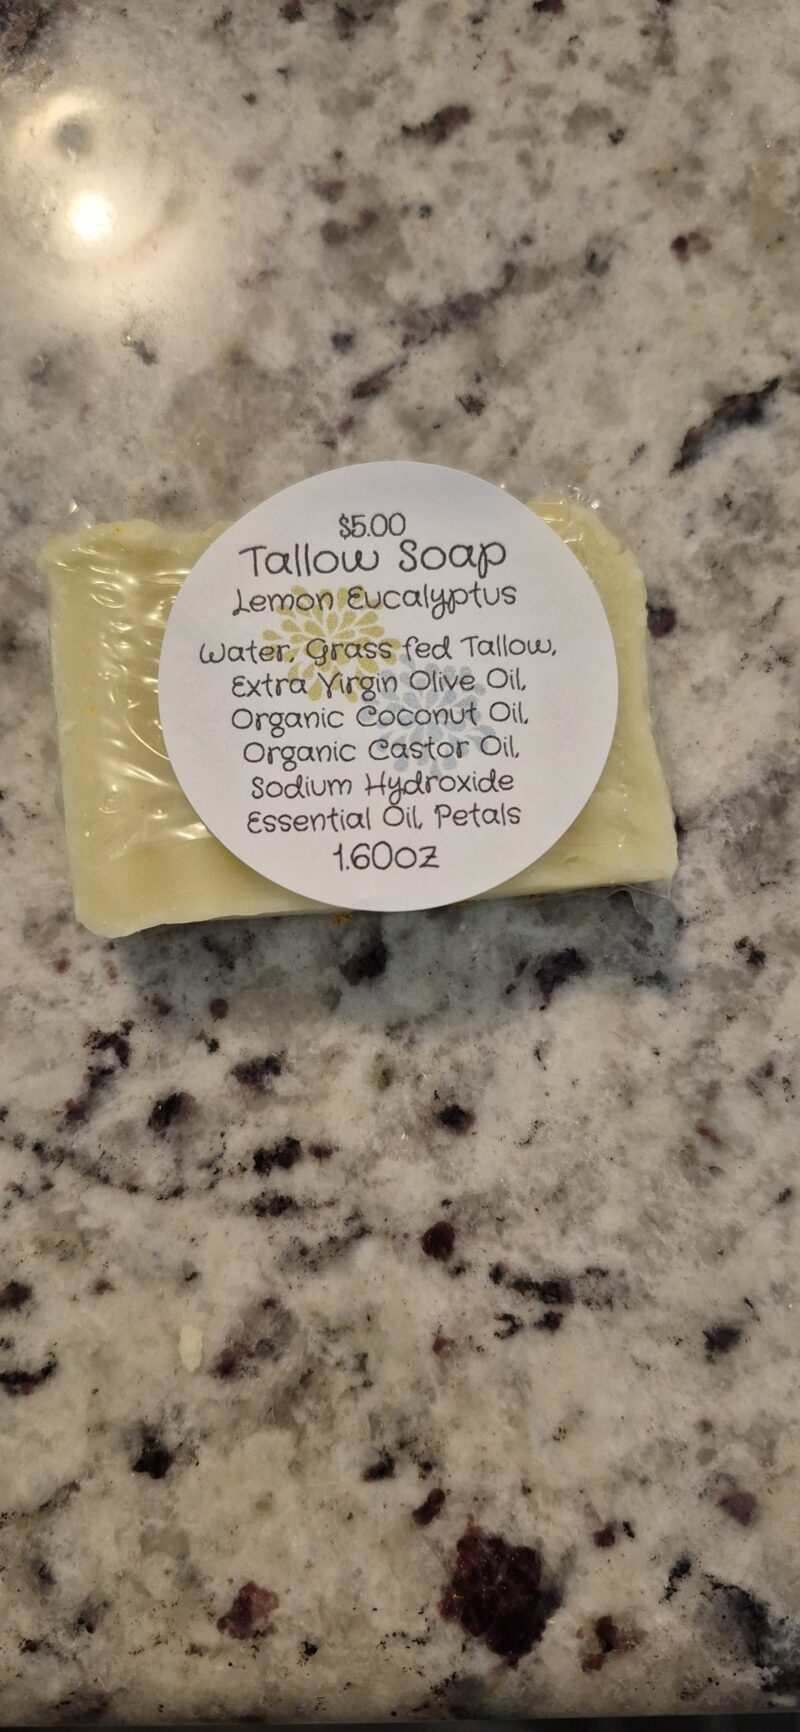 $5.00
Tallow Soap
Lemon Eucalyptus
Water, Grass fed Tallow,
Extra Virgin Olive Oil,
Organic Coconut Oil,
Organic Castor Oil,
Sodium Hydroxide
Essential Oil, Petals
1.60oz